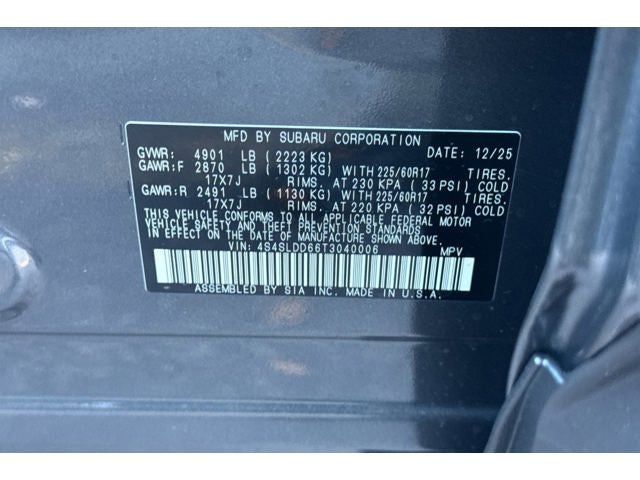 MFD BY SUBARU CORPORATION
GVWR: 4901 LB ( 2223 KG) DATE: 12/25
GAWR:F 2870 LB ( 1302 KG) WITH 225/60R17 TIRES.
17X7J RIMS. AT 230 KPA ( 33 PSI) COLD
GAWR:R 2491 LB ( 1130 KG) WITH 225/60R17 TIRES.
17X7J RIMS. AT 220 KPA ( 32 PSI) COLD
THIS VEHICLE CONFORMS TO ALL APPLICABLE FEDERAL MOTOR
VEHICLE SAFETY AND THEFT PREVENTION STANDARDS
IN EFFECT ON THE DATE OF MANUFACTURE SHOWN ABOVE.
VIN: 4S4SLDD66T3040006 MPV
ASSEMBLED BY SIA INC. MADE IN U.S.A.